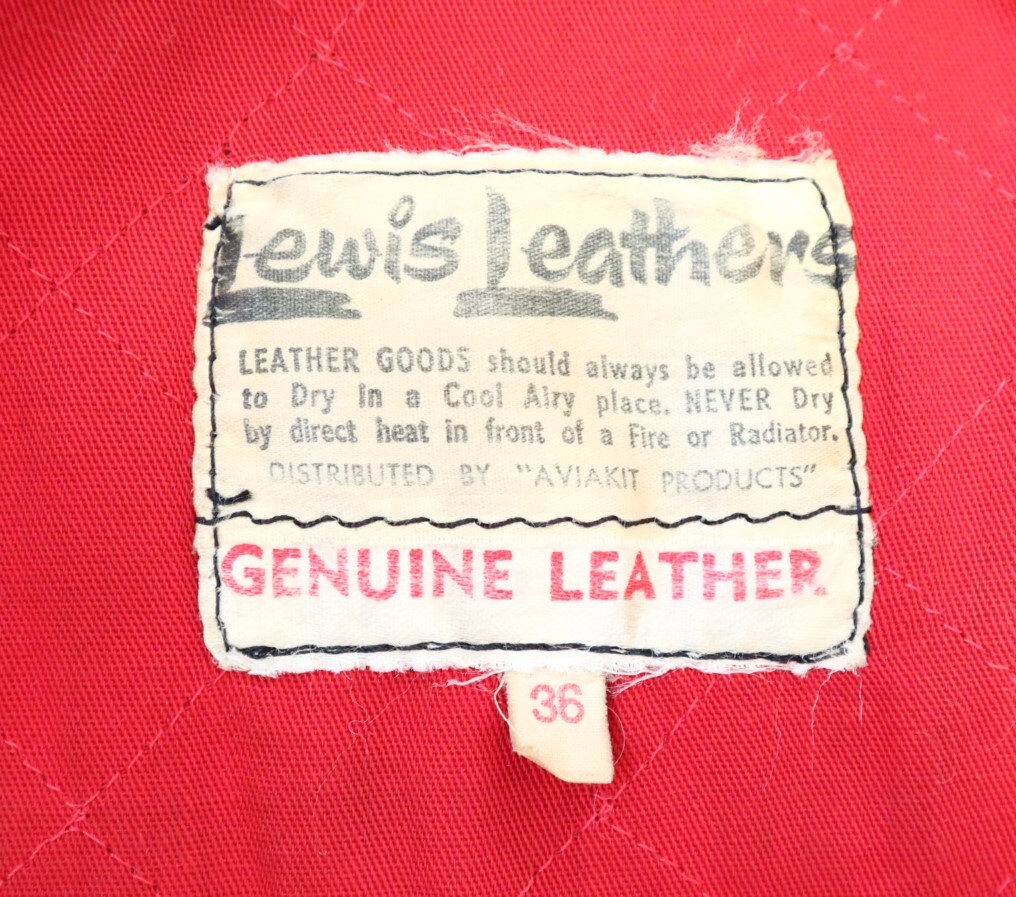 Lewis Leathers
LEATHER GOODS should always be allowed
to Dry in a Cool Airy place. NEVER Dry
by direct heat in front of a Fire or Radiator.
DISTRIBUTED BY "AVIAKIT PRODUCTS"
GENUINE LEATHER
36